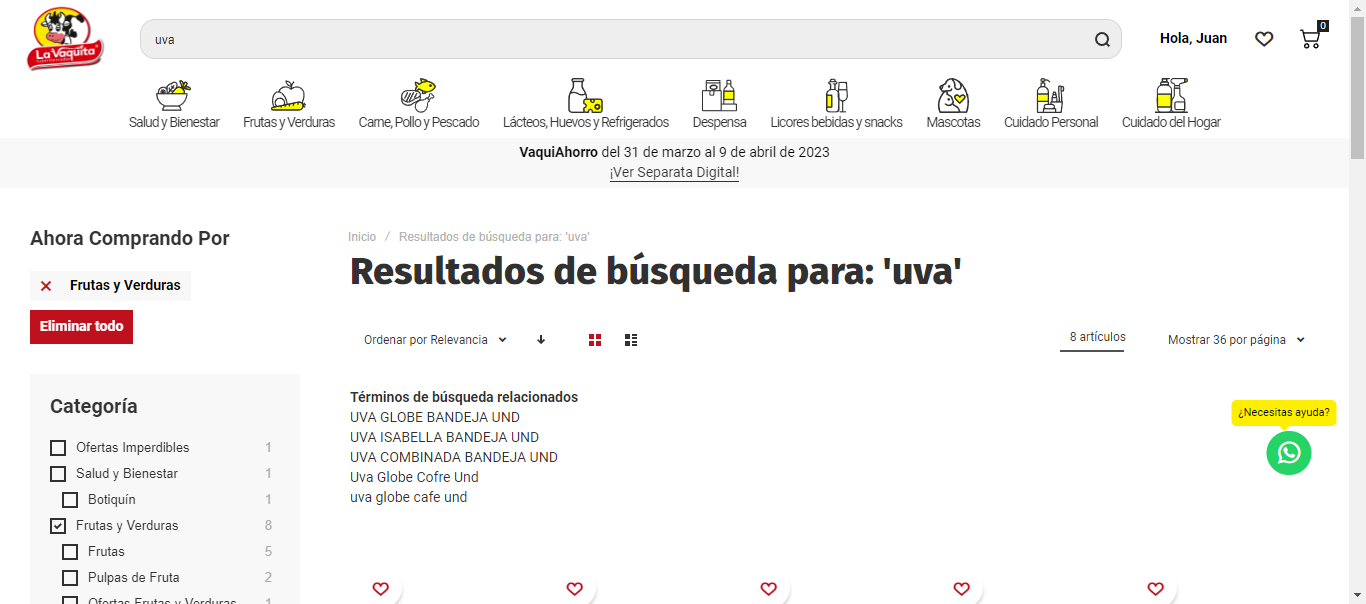 La Vaquita
uva
Hola, Juan
0
Salud y Bienestar
Frutas y Verduras
Carne, Pollo y Pescado
Lácteos, Huevos y Refrigerados
Despensa
Licores bebidas y snacks
Mascotas
Cuidado Personal
Cuidado del Hogar
VaquiAhorro del 31 de marzo al 9 de abril de 2023
¡Ver Separata Digital!
Ahora Comprando Por
Frutas y Verduras
Eliminar todo
Categoría
Ofertas Imperdibles 1
Salud y Bienestar 1
Botiquín 1
Frutas y Verduras 8
Frutas 5
Pulpas de Fruta 2
Ofertas Frutas y Verduras 1
Inicio / Resultados de búsqueda para: 'uva'
Resultados de búsqueda para: 'uva'
Ordenar por Relevancia
8 artículos
Mostrar 36 por página
Términos de búsqueda relacionados
UVA GLOBE BANDEJA UND
UVA ISABELLA BANDEJA UND
UVA COMBINADA BANDEJA UND
Uva Globe Cofre Und
uva globe cafe und
¿Necesitas ayuda?